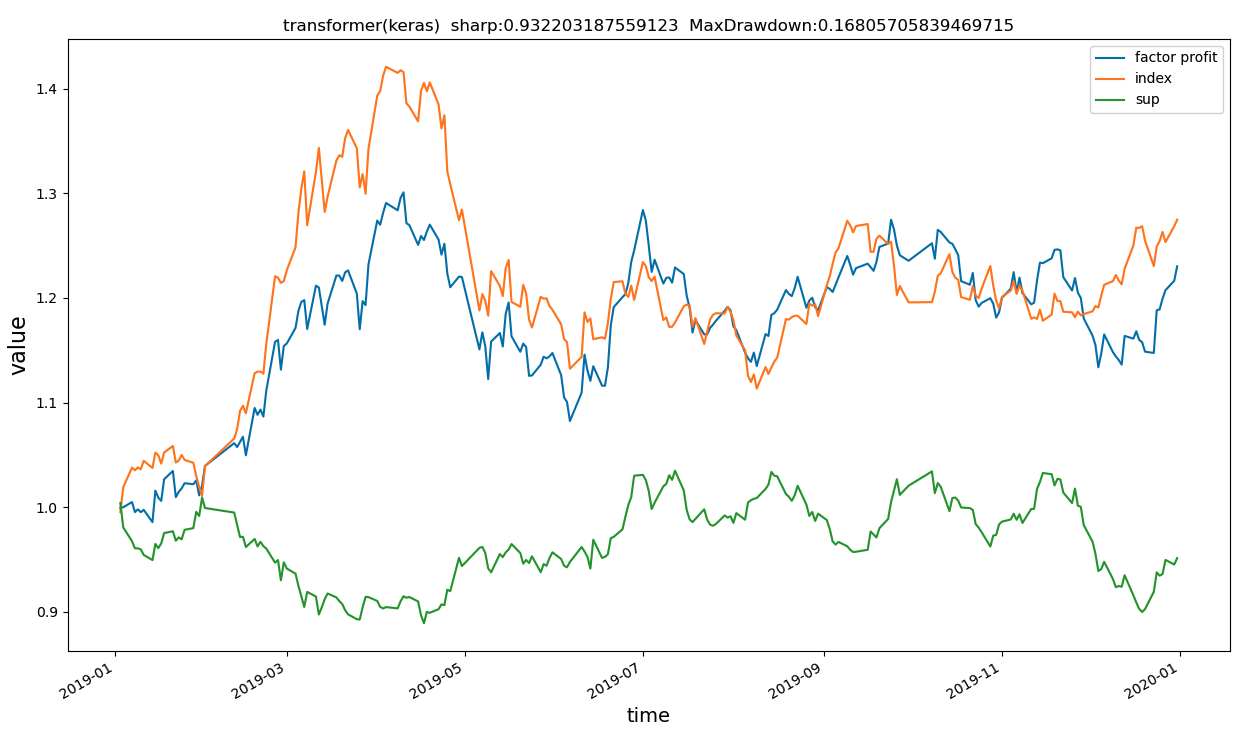 transformer(keras)  sharp:0.932203187559123  MaxDrawdown:0.16805705839469715
factor profit
index
sup
value
1.4
1.3
1.2
1.1
1.0
0.9
2019-01
2019-03
2019-05
2019-07
2019-09
2019-11
2020-01
time